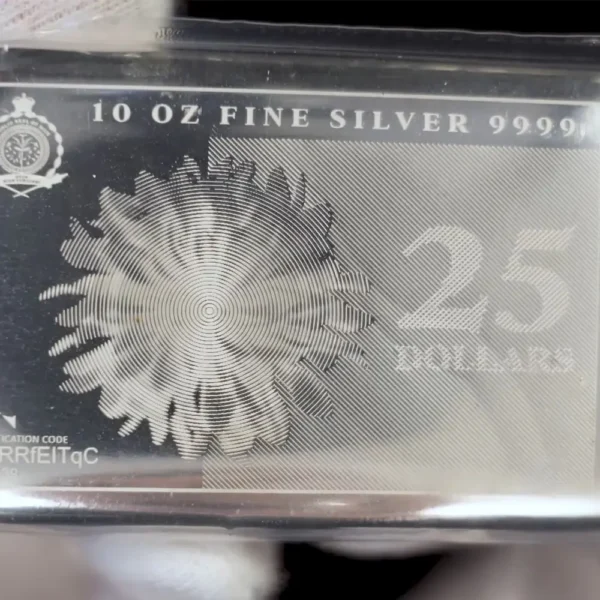 10 OZ FINE SILVER 9999
25
DOLLARS
ICATION CODE
RRfEITqC